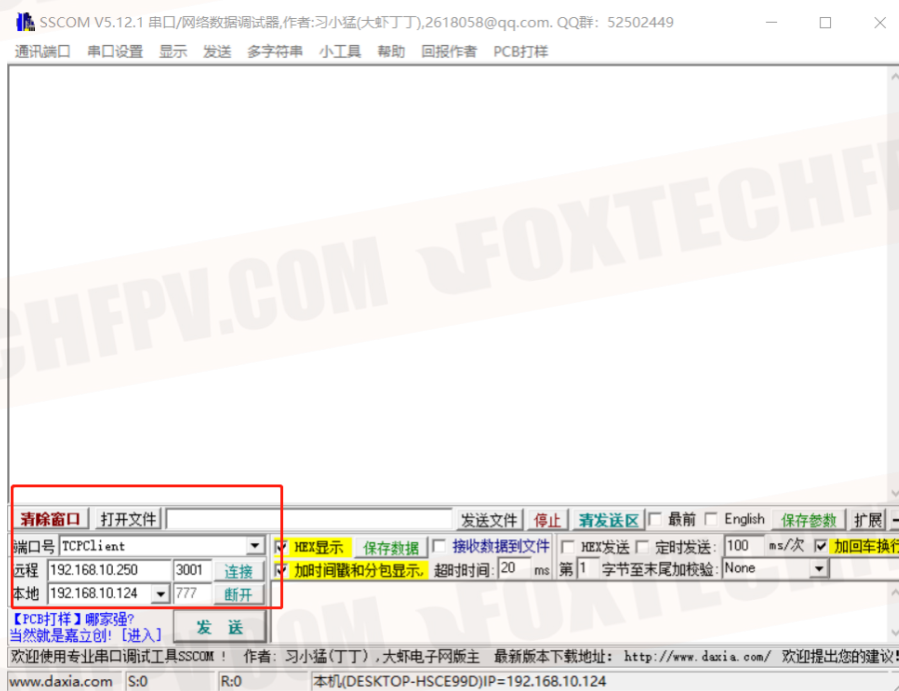 SSCOM V5.12.1 串口/网络数据调试器,作者:习小猛(大虾丁丁),2618058@qq.com. QQ群: 52502449
通讯端口 串口设置 显示 发送 多字符串 小工具 帮助 回报作者 PCB打样
FOXTECHF
CHFPV.COM
清除窗口 打开文件 发送文件 停止 清发送区 最前 English 保存参数 扩展
端口号 TCPClient HEX显示 保存数据 接收数据到文件 HEX发送 定时发送: 100 ms/次 加回车换行
远程 192.168.10.250 3001 连接 加时间戳和分包显示, 超时时间: 20 ms 第 1 字节至末尾加校验: None
本地 192.168.10.124 777 断开
【PCB打样】哪家强? 发 送
当然就是嘉立创! [进入]
欢迎使用专业串口调试工具SSCOM ! 作者: 习小猛(丁丁) ,大虾电子网版主 最新版本下载地址: http://www.daxia.com/ 欢迎提出您的建议!
www.daxia.com S:0 R:0 本机(DESKTOP-HSCE99D)IP=192.168.10.124